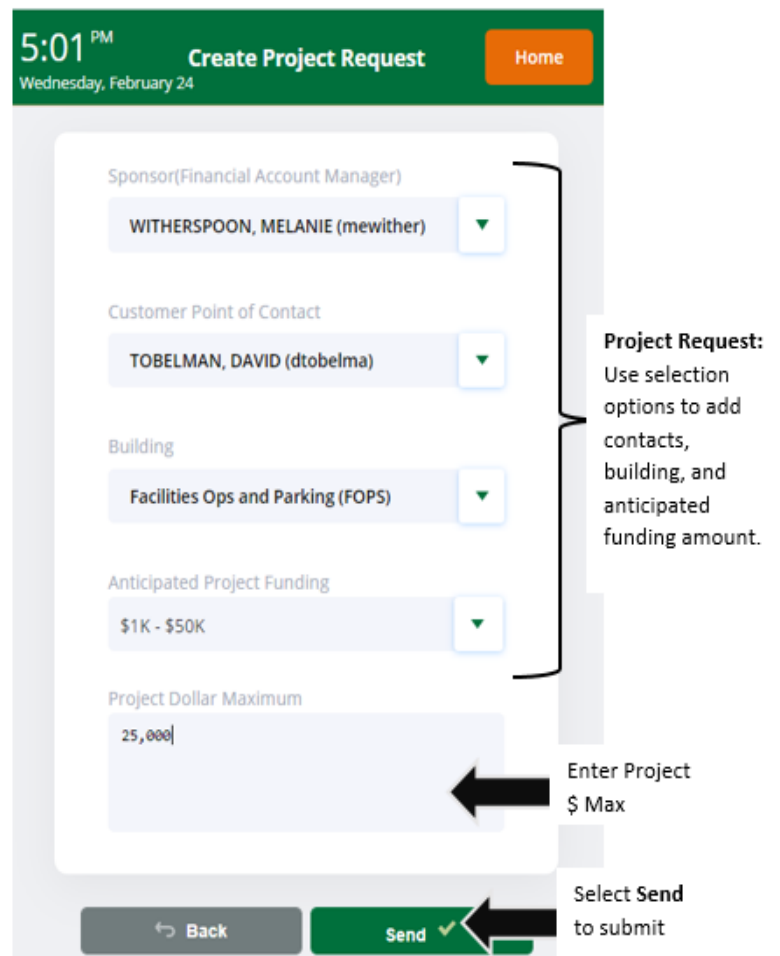 5:01 PM
Wednesday, February 24
Create Project Request
Home
Sponsor(Financial Account Manager)
WITHERSPOON, MELANIE (mewither)
Customer Point of Contact
TOBELMAN, DAVID (dtobelma)
Building
Facilities Ops and Parking (FOPS)
Anticipated Project Funding
$1K - $50K
Project Request:
Use selection
options to add
contacts,
building, and
anticipated
funding amount.
Project Dollar Maximum
25,000
Enter Project
$ Max
Back
Send
Select Send
to submit